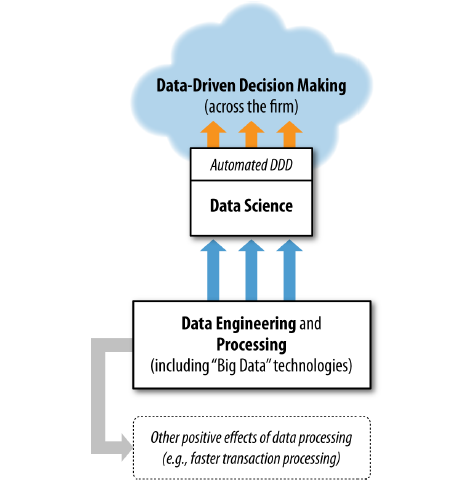 Data-Driven Decision Making
(across the firm)
Automated DDD
Data Science
Data Engineering and
Processing
(including “Big Data” technologies)
Other positive effects of data processing
(e.g., faster transaction processing)